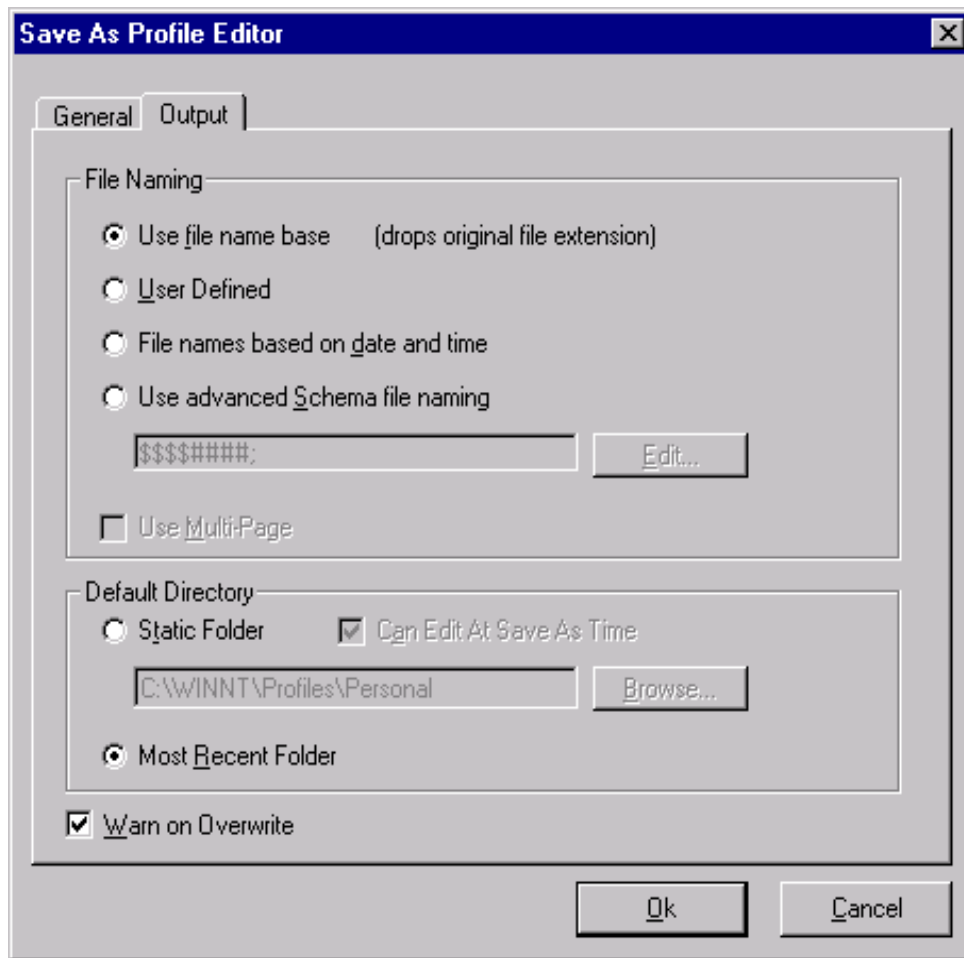 Save As Profile Editor
General Output
File Naming
Use file name base (drops original file extension)
User Defined
File names based on date and time
Use advanced Schema file naming
$$$$####; Edit...
Use Multi-Page
Default Directory
Static Folder Can Edit At Save As Time
C:\WINNT\Profiles\Personal Browse...
Most Recent Folder
Warn on Overwrite
Ok Cancel